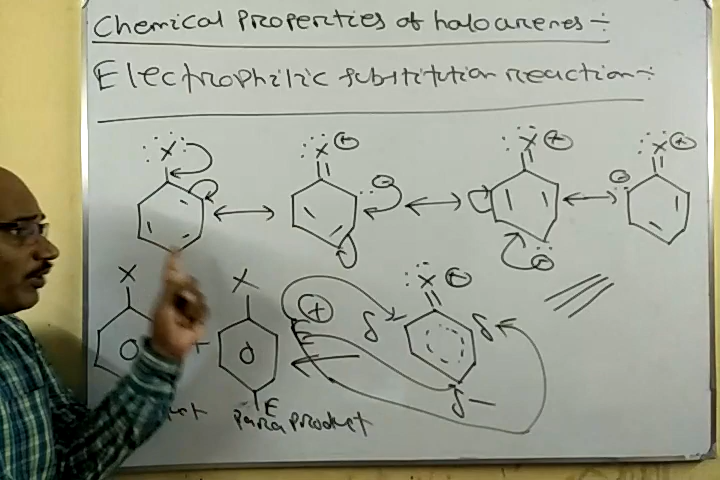 Chemical Properties of haloarenes ÷
Electrophilic substitution reaction ÷
X X + X + X +
X X + X +
δ δ
E δ -
para product